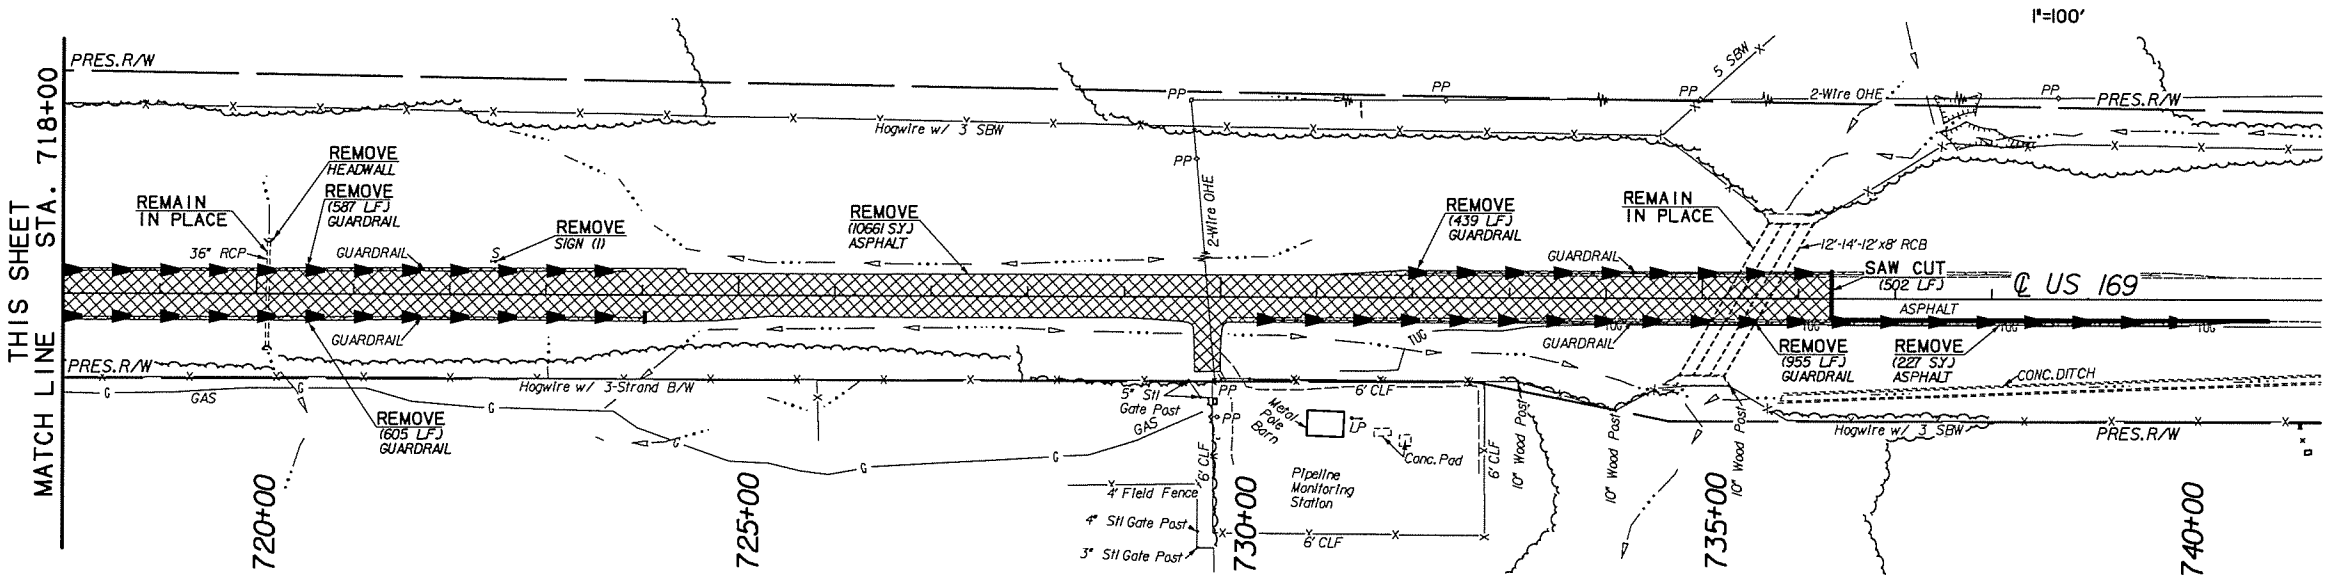 1"=100'
THIS SHEET
MATCH LINE STA. 718+00
PRES.R/W
PP
PP
PP
5 SBW
2-Wire OHE
PRES.R/W
Hogwire w/ 3 SBW
PP
2-Wire OHE
REMOVE
HEADWALL
REMOVE
(587 LF)
GUARDRAIL
REMAIN
IN PLACE
36" RCP
GUARDRAIL
S
REMOVE
SIGN (1)
REMOVE
(10661 S.Y.)
ASPHALT
REMOVE
(439 LF)
GUARDRAIL
GUARDRAIL
REMAIN
IN PLACE
12'-14'-12'x8' RCB
SAW CUT
(502 LF)
℄ US 169
ASPHALT
TUG
TUG
TUG
TUG
TUG
TUG
GUARDRAIL
GUARDRAIL
REMOVE
(955 LF)
GUARDRAIL
REMOVE
(227 S.Y.)
ASPHALT
CONC.DITCH
PRES.R/W
G
GAS
Hogwire w/ 3-Strand B/W
G
G
G
G
REMOVE
(605 LF)
GUARDRAIL
5" Stl
Gate Post
GAS
PP
PP
6' CLF
Metal
Pole
Barn
LP
Conc.Pad
Pipeline
Monitoring
Station
6' CLF
6' CLF
6' CLF
10" Wood Post
10" Wood Post
10" Wood Post
Hogwire w/ 3 SBW
PRES.R/W
4' Field Fence
4" Stl Gate Post
3" Stl Gate Post
720+00
725+00
730+00
735+00
740+00